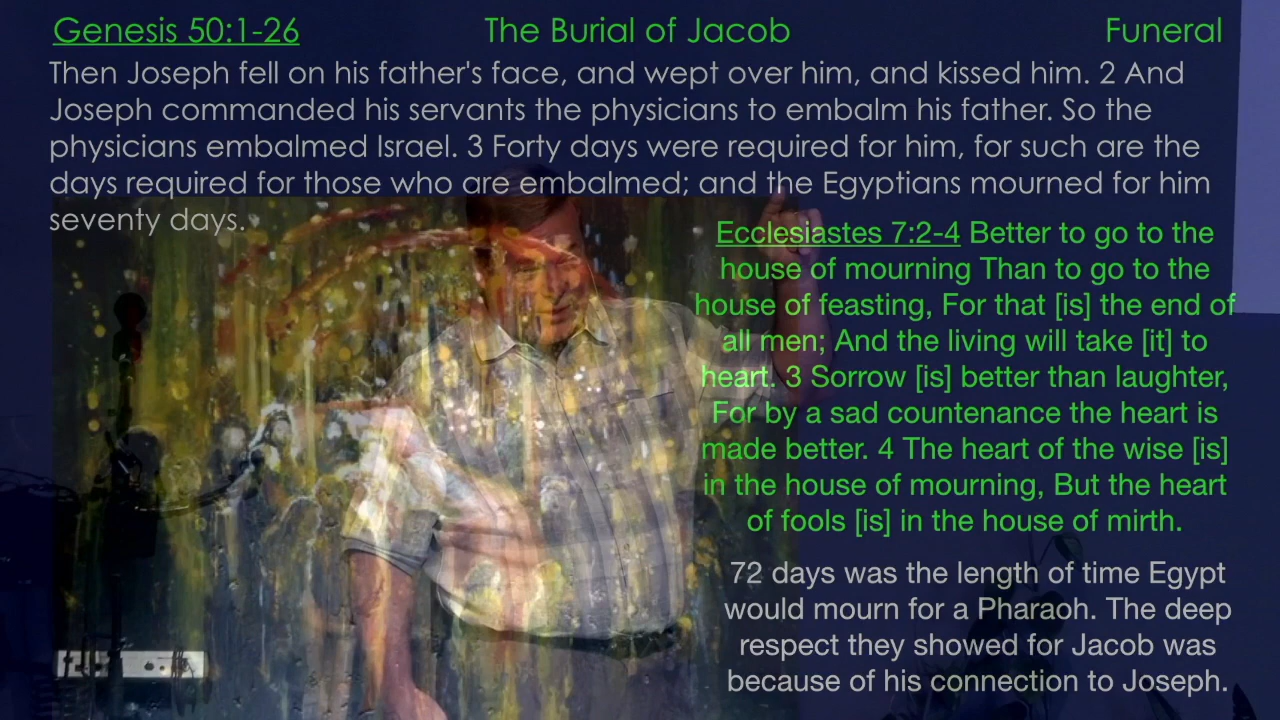 Genesis 50:1-26 The Burial of Jacob Funeral
Then Joseph fell on his father's face, and wept over him, and kissed him. 2 And
Joseph commanded his servants the physicians to embalm his father. So the
physicians embalmed Israel. 3 Forty days were required for him, for such are the
days required for those who are embalmed; and the Egyptians mourned for him
seventy days.
Ecclesiastes 7:2-4 Better to go to the
house of mourning Than to go to the
house of feasting, For that [is] the end of
all men; And the living will take [it] to
heart. 3 Sorrow [is] better than laughter,
For by a sad countenance the heart is
made better. 4 The heart of the wise [is]
in the house of mourning, But the heart
of fools [is] in the house of mirth.
72 days was the length of time Egypt
would mourn for a Pharaoh. The deep
respect they showed for Jacob was
because of his connection to Joseph.